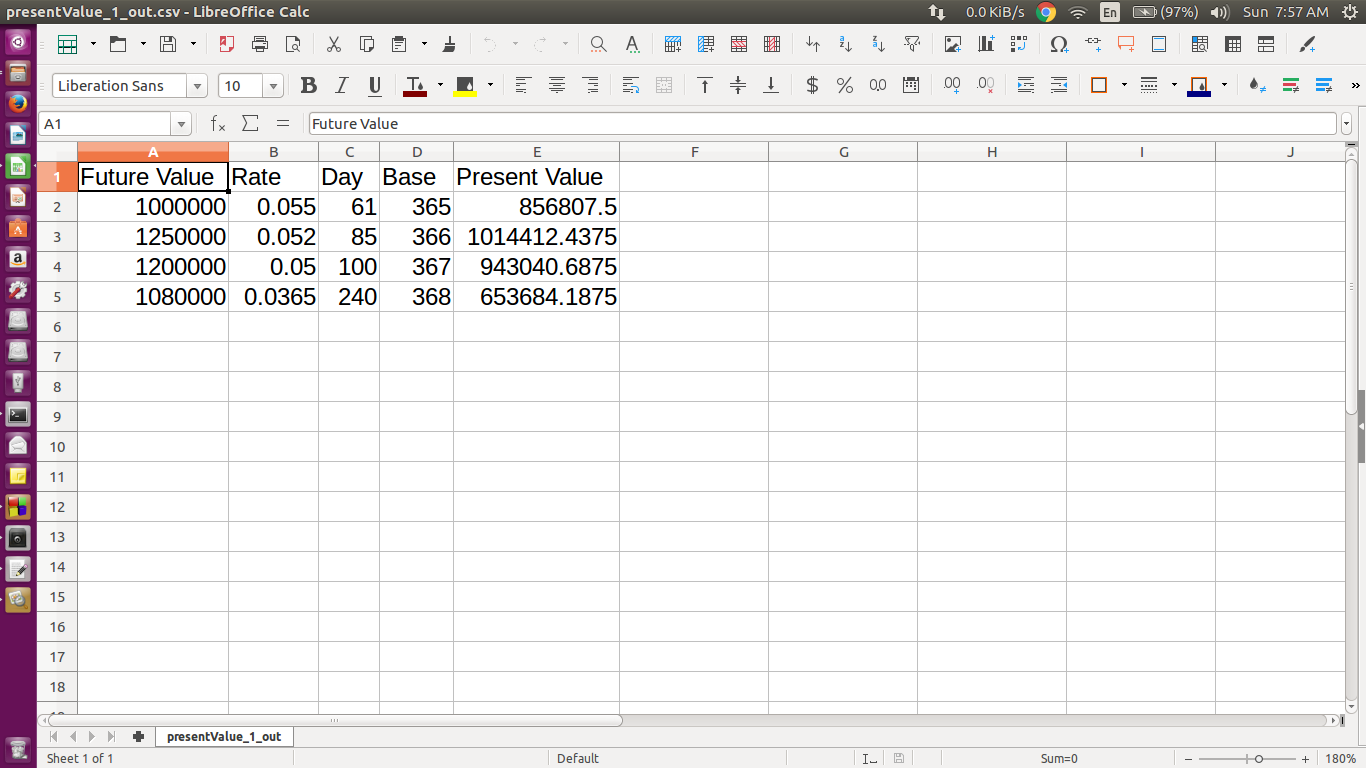 presentValue_1_out.csv - LibreOffice Calc 0.0 KiB/s En (97%) Sun 7:57 AM
Liberation Sans 10
A1 Future Value
A B C D E F G H I J
1 Future Value Rate Day Base Present Value
2 1000000 0.055 61 365 856807.5
3 1250000 0.052 85 366 1014412.4375
4 1200000 0.05 100 367 943040.6875
5 1080000 0.0365 240 368 653684.1875
6
7
8
9
10
11
12
13
14
15
16
17
18
presentValue_1_out
Sheet 1 of 1 Default Sum=0 180%